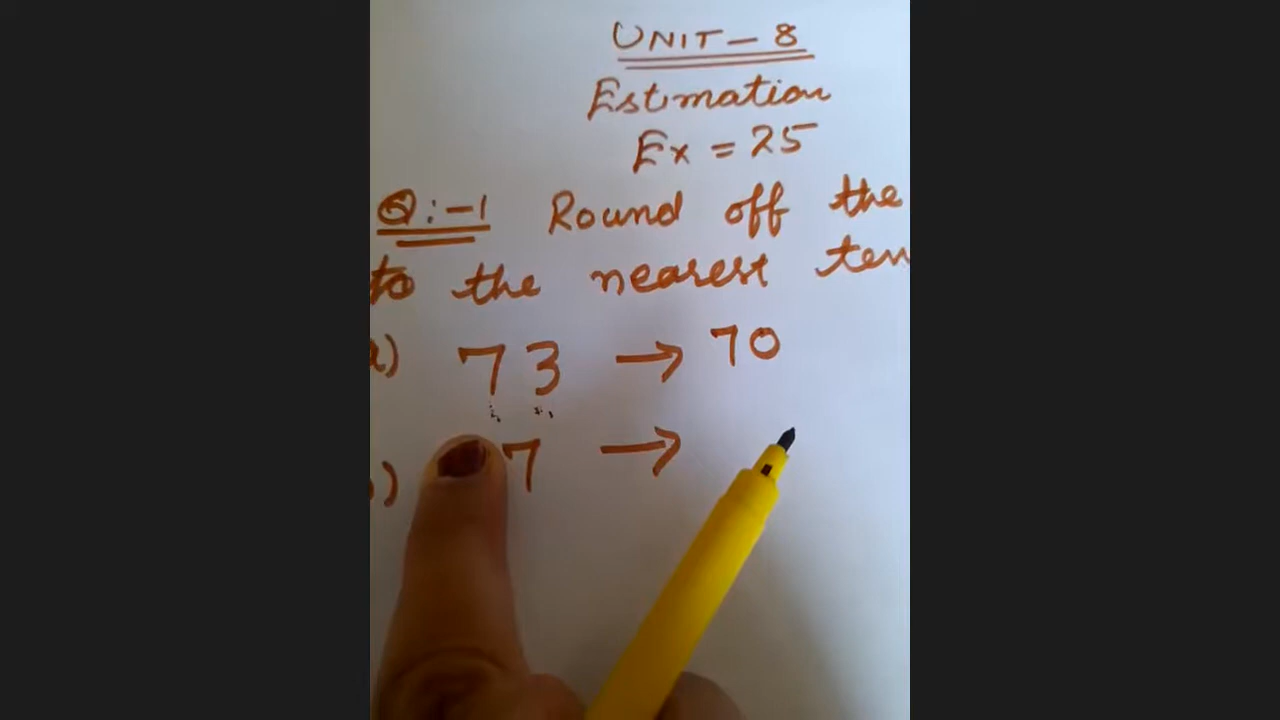 UNIT - 8
Estimation
Ex = 25
Q:-1 Round off the
to the nearest ten
73 → 70
7 →